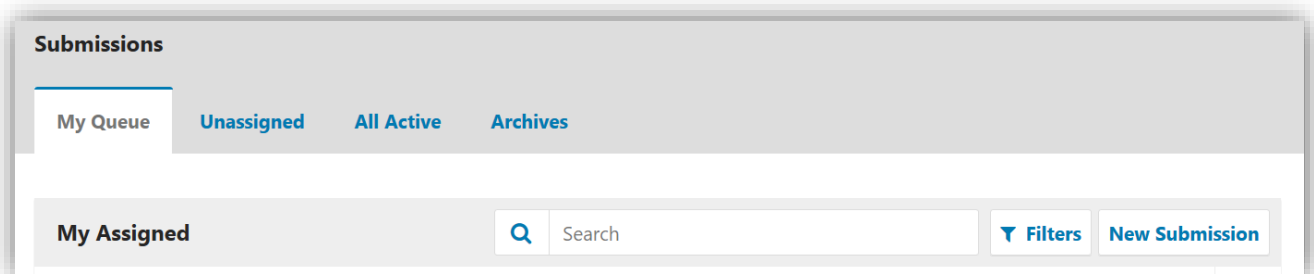 Submissions
My Queue Unassigned All Active Archives
My Assigned Search Filters New Submission